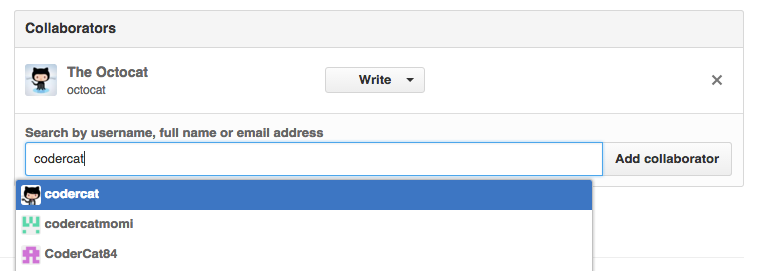 Collaborators
The Octocat
octocat
Write
Search by username, full name or email address
codercat
Add collaborator
codercat
codercatmomi
CoderCat84